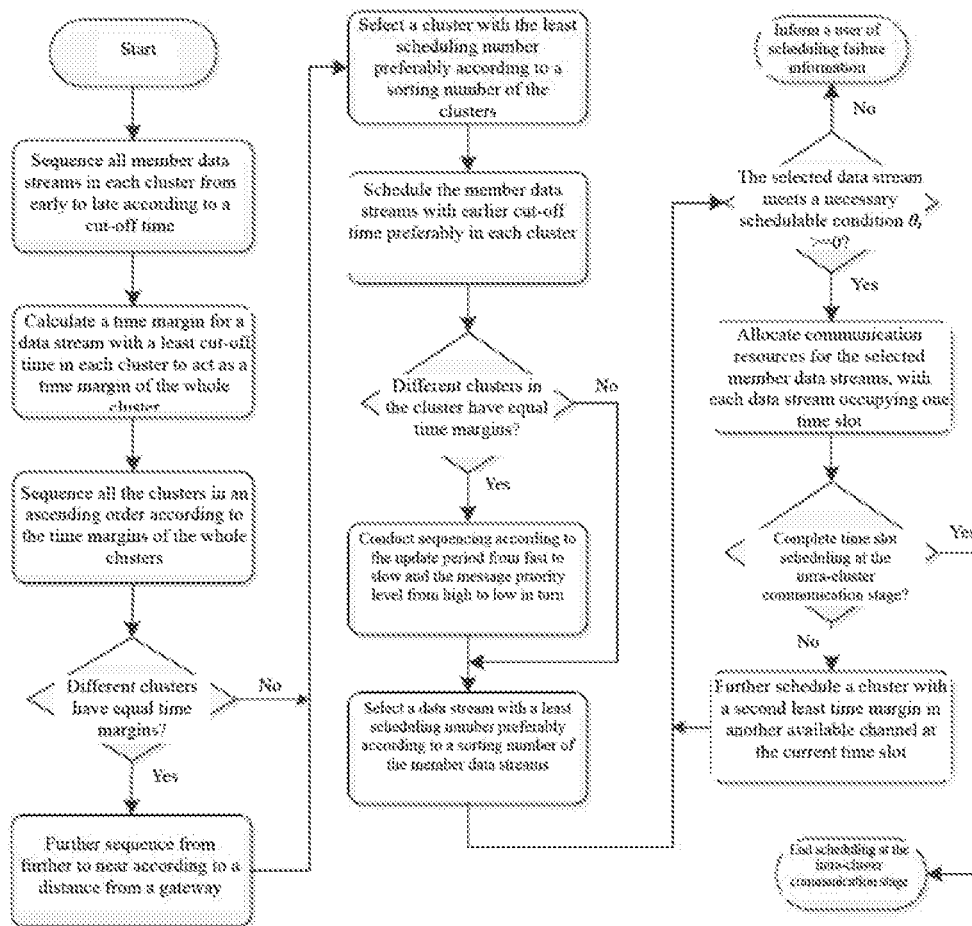 Start
Sequence all member data
streams in each cluster from
early to late according to a
cut-off time
Calculate a time margin for a
data stream with a least cut-off
time in each cluster to act as a
time margin of the whole
cluster
Sequence all the clusters in an
ascending order according to
the time margins of the whole
clusters
Different clusters
have equal time
margins?
No
Yes
Further sequence from
further to near according to a
distance from a gateway
Select a cluster with the least
scheduling number
preferably according to a
sorting number of the
clusters
Schedule the member data
streams with earlier cut-off
time preferably in each cluster
Different clusters in
the cluster have equal
time margins?
No
Yes
Conduct sequencing according to
the update period from fast to
slow and the message priority
level from high to low in turn
Select a data stream with a least
scheduling number preferably
according to a sorting number of
the member data streams
Inform a user of
scheduling failure
information
No
The selected data stream
meets a necessary
schedulable condition
>=0?
Yes
Allocate communication
resources for the selected
member data streams, with
each data stream occupying one
time slot
Complete time slot
scheduling at the
intra-cluster
communication stage?
Yes
No
Further schedule a cluster with
a second least time margin in
another available channel at
the current time slot
End scheduling at the
intra-cluster
communication stage